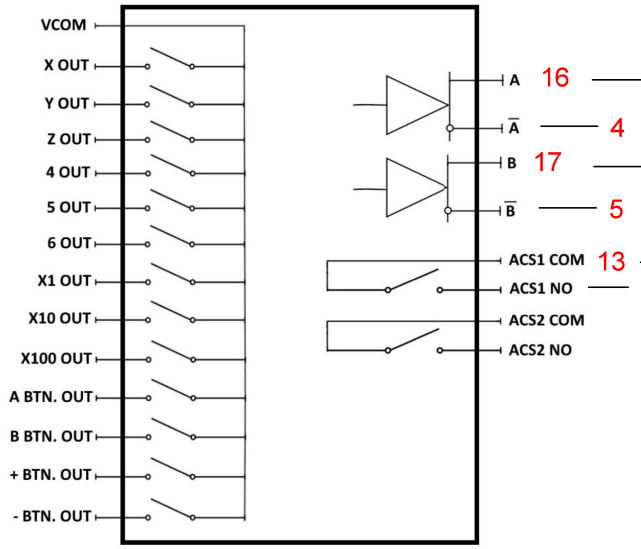 VCOM
X OUT
Y OUT
Z OUT
4 OUT
5 OUT
6 OUT
X1 OUT
X10 OUT
X100 OUT
A BTN. OUT
B BTN. OUT
+ BTN. OUT
- BTN. OUT
A 16
A̅ 4
B 17
B̅ 5
ACS1 COM 13
ACS1 NO
ACS2 COM
ACS2 NO